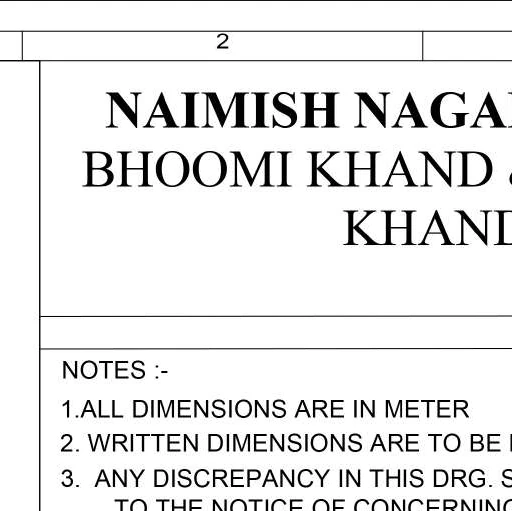 2
NAIMISH NAGA
BHOOMI KHAND
KHAND
NOTES :-
1.ALL DIMENSIONS ARE IN METER
2. WRITTEN DIMENSIONS ARE TO BE
3. ANY DISCREPANCY IN THIS DRG. S
TO THE NOTICE OF CONCERNING